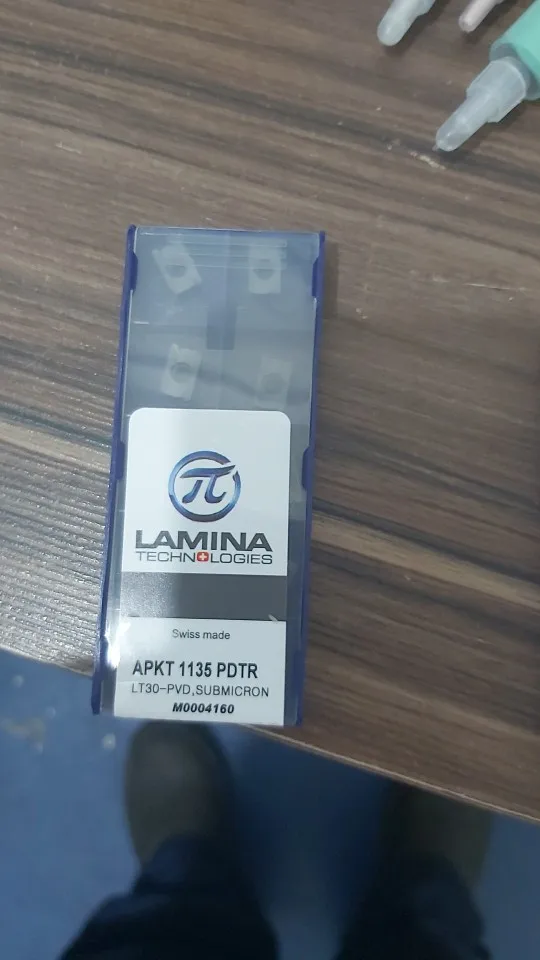 π
LAMINA
TECHNOLOGIES
Swiss made
APKT 1135 PDTR
LT30-PVD,SUBMICRON
M0004160